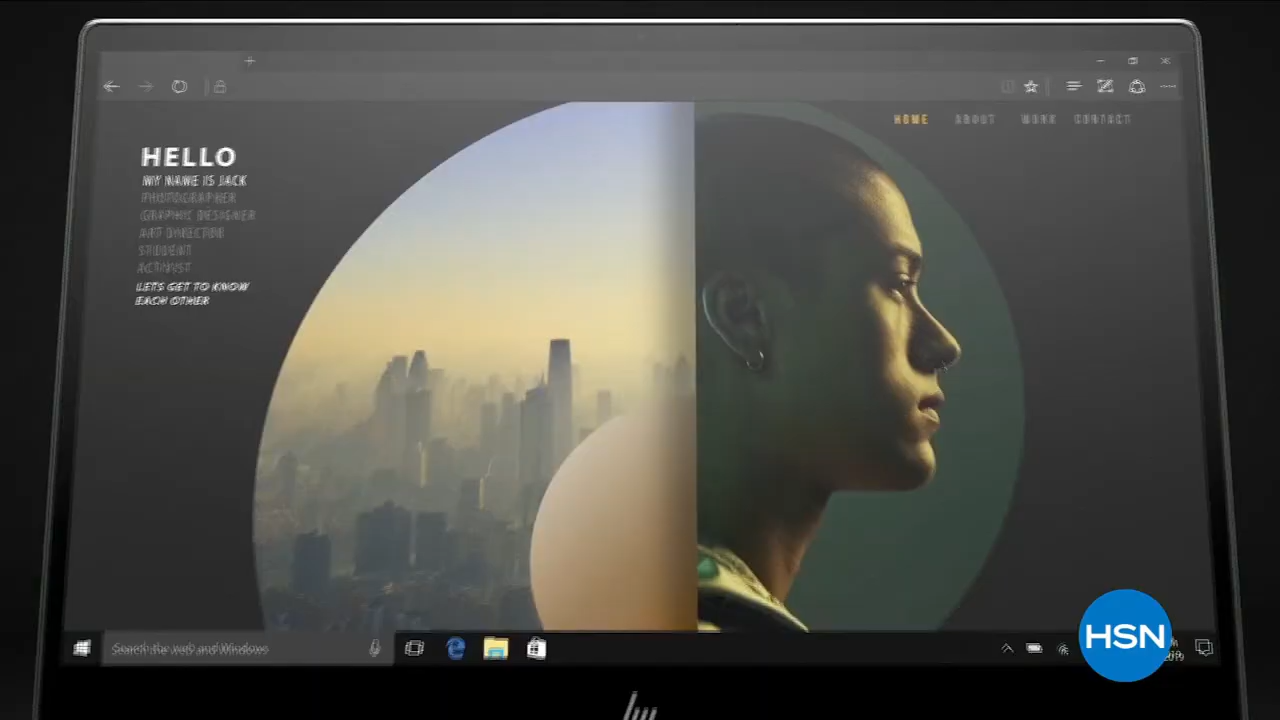 HOME ABOUT WORK CONTACT
HELLO
MY NAME IS JACK
PHOTOGRAPHER
GRAPHIC DESIGNER
ART DIRECTOR
STUDENT
ACTIVIST
LETS GET TO KNOW
EACH OTHER
Search the web and Windows
HSN
hp